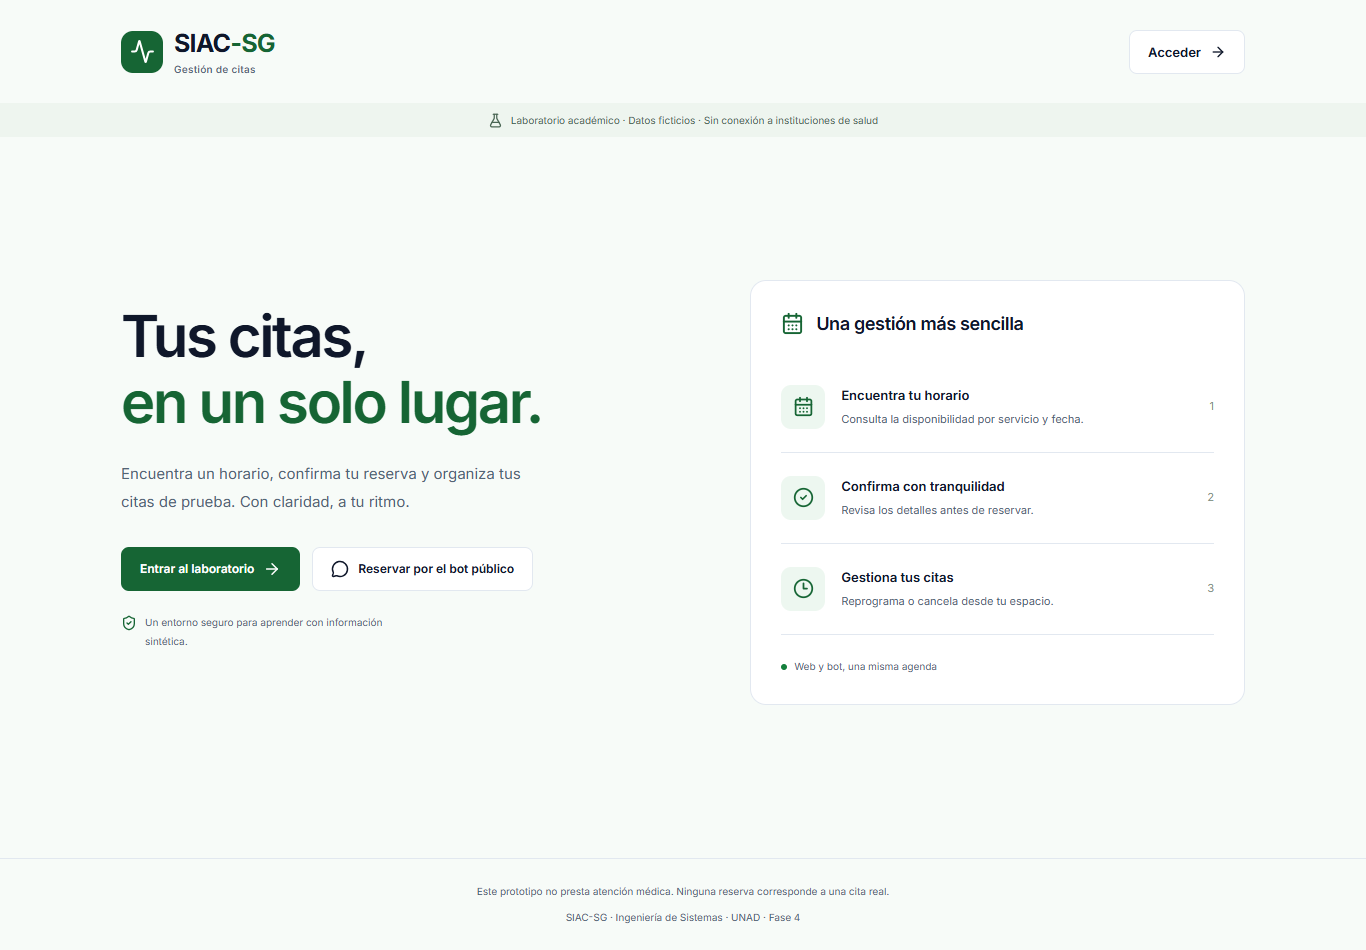 SIAC-SG
Gestión de citas
Acceder
Laboratorio académico · Datos ficticios · Sin conexión a instituciones de salud
Tus citas,
en un solo lugar.
Encuentra un horario, confirma tu reserva y organiza tus
citas de prueba. Con claridad, a tu ritmo.
Entrar al laboratorio
Reservar por el bot público
Un entorno seguro para aprender con información
sintética.
Una gestión más sencilla
Encuentra tu horario
Consulta la disponibilidad por servicio y fecha.
1
Confirma con tranquilidad
Revisa los detalles antes de reservar.
2
Gestiona tus citas
Reprograma o cancela desde tu espacio.
3
Web y bot, una misma agenda
Este prototipo no presta atención médica. Ninguna reserva corresponde a una cita real.
SIAC-SG · Ingeniería de Sistemas · UNAD · Fase 4